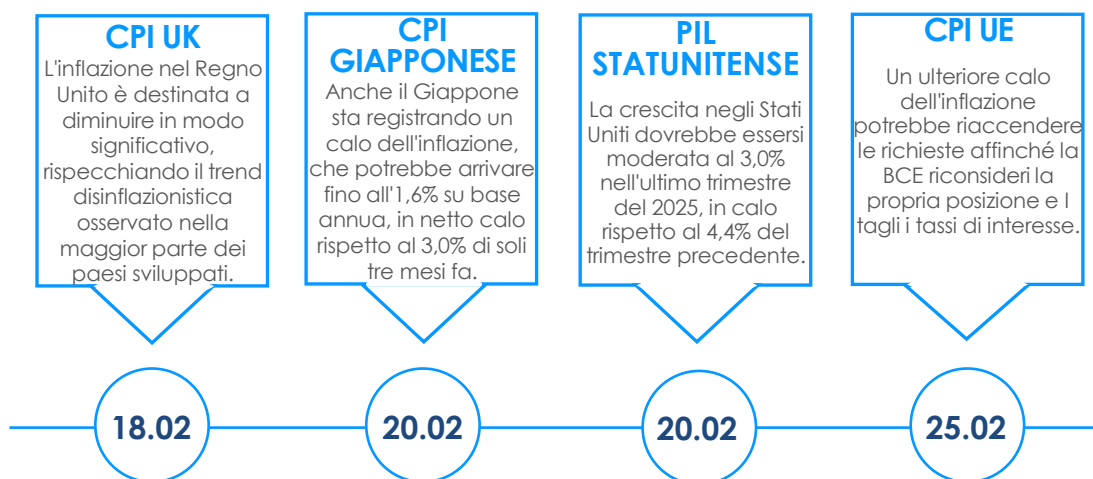 CPI UK
L'inflazione nel Regno
Unito è destinata a
diminuire in modo
significativo,
rispecchiando il trend
disinflazionistica
osservato nella
maggior parte dei
paesi sviluppati.
CPI
GIAPPONESE
Anche il Giappone
sta registrando un
calo dell'inflazione,
che potrebbe arrivare
fino all'1,6% su base
annua, in netto calo
rispetto al 3,0% di soli
tre mesi fa.
PIL
STATUNITENSE
La crescita negli Stati
Uniti dovrebbe essersi
moderata al 3,0%
nell'ultimo trimestre
del 2025, in calo
rispetto al 4,4% del
trimestre precedente.
CPI UE
Un ulteriore calo
dell'inflazione
potrebbe riaccendere
le richieste affinché la
BCE riconsideri la
propria posizione e I
tagli i tassi di interesse.
18.02
20.02
20.02
25.02